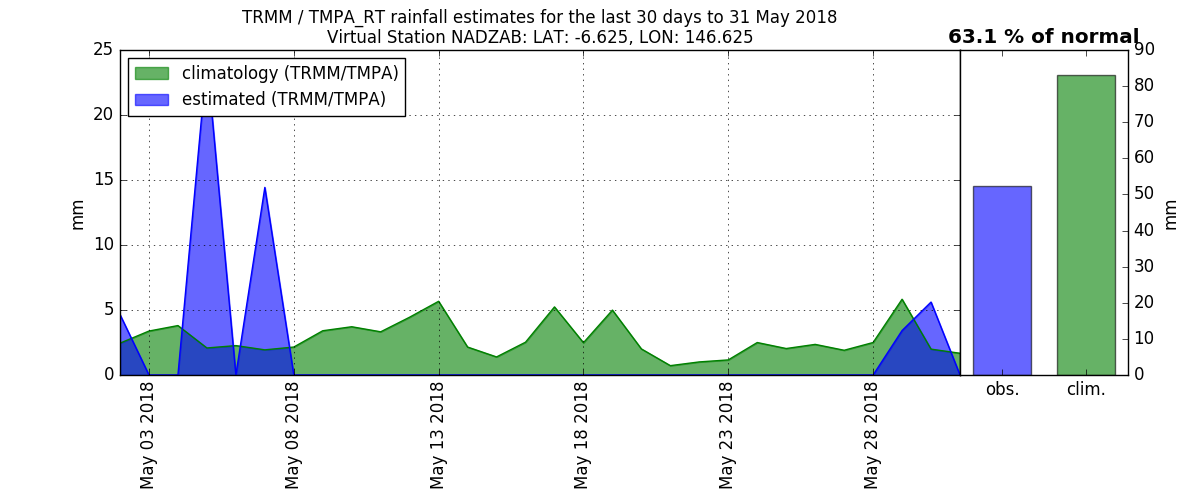 TRMM / TMPA_RT rainfall estimates for the last 30 days to 31 May 2018
Virtual Station NADZAB: LAT: -6.625, LON: 146.625
63.1 % of normal
climatology (TRMM/TMPA)
estimated (TRMM/TMPA)
25
20
15
10
5
0
mm
May 03 2018
May 08 2018
May 13 2018
May 18 2018
May 23 2018
May 28 2018
obs.
clim.
90
80
70
60
50
40
30
20
10
0
mm